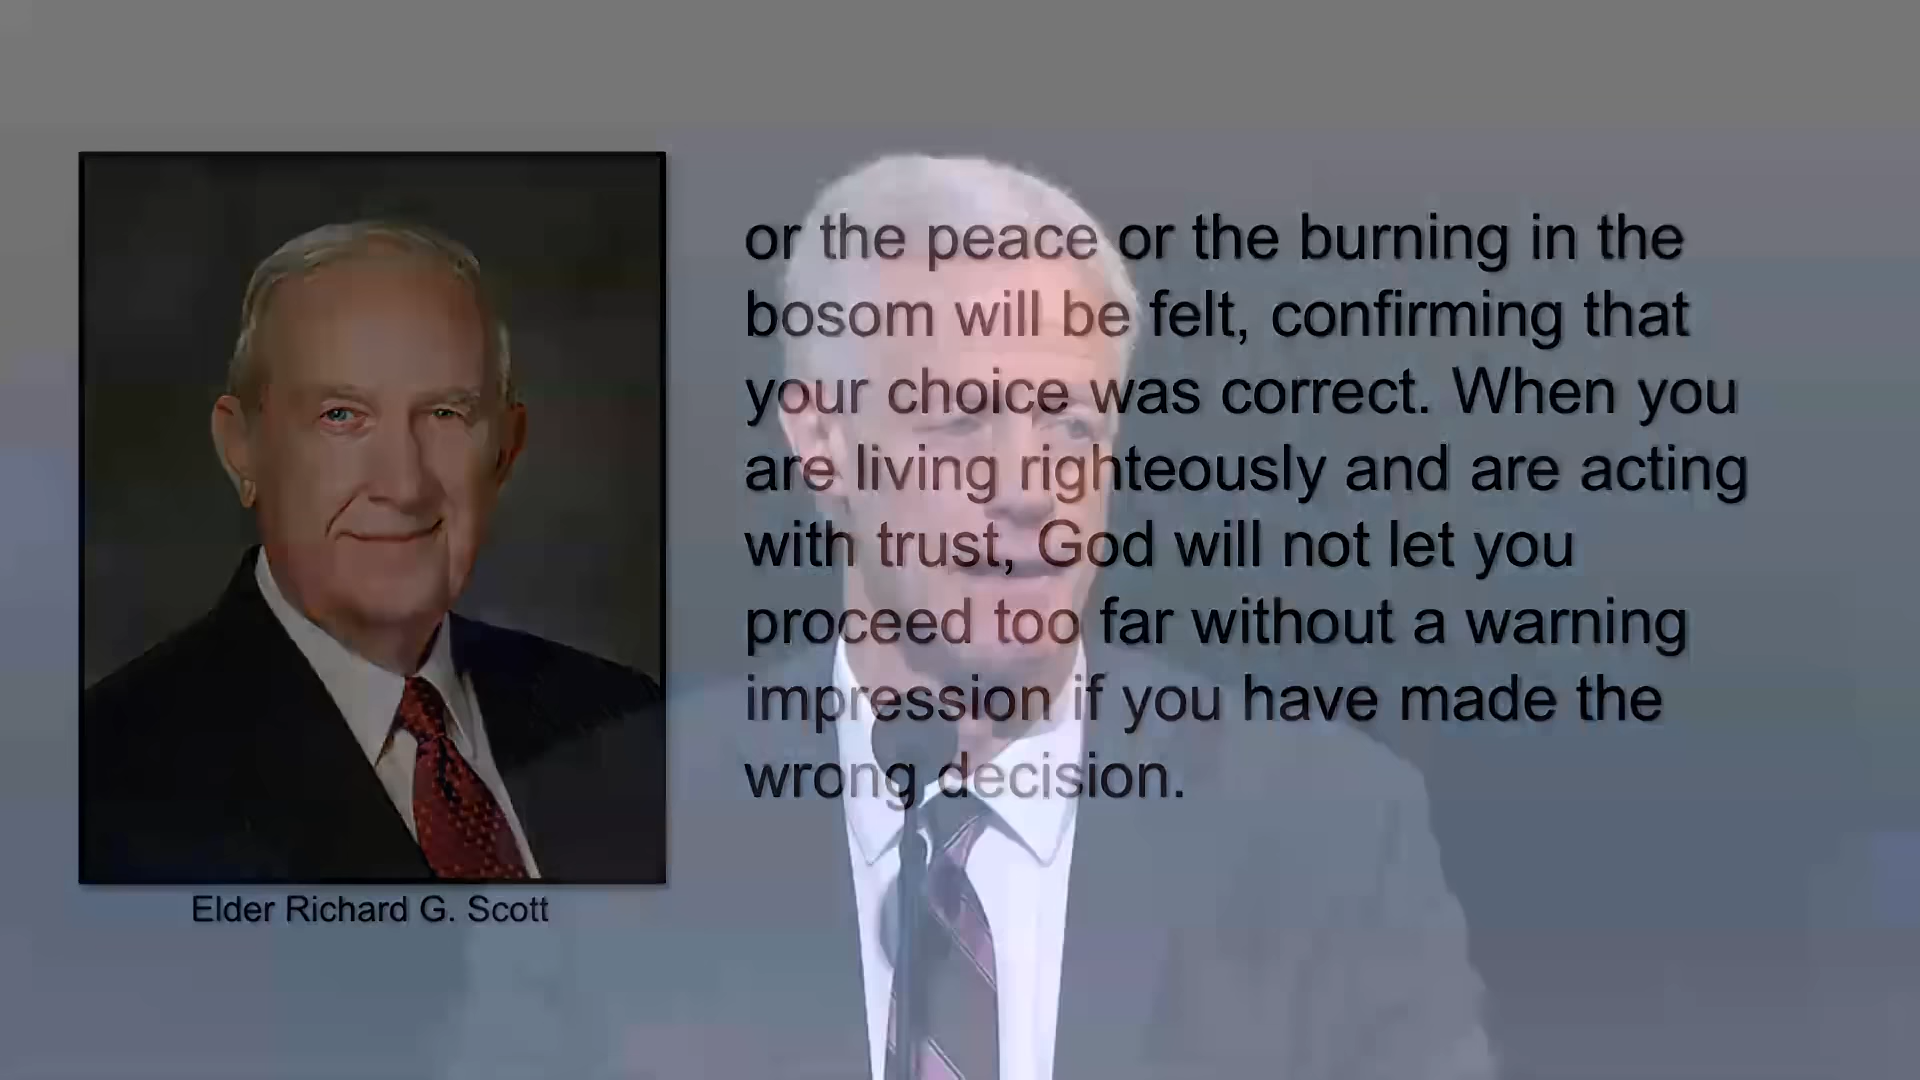 or the peace or the burning in the
bosom will be felt, confirming that
your choice was correct. When you
are living righteously and are acting
with trust, God will not let you
proceed too far without a warning
impression if you have made the
wrong decision.
Elder Richard G. Scott